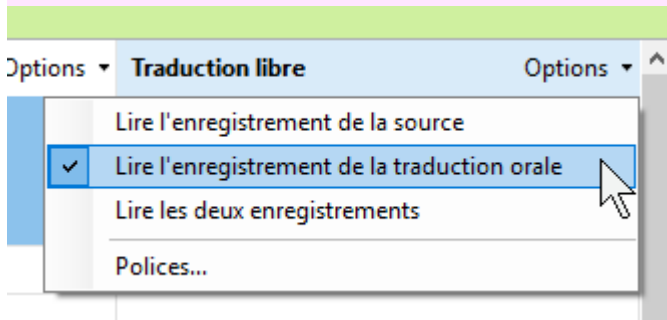 Options Traduction libre Options
Lire l'enregistrement de la source
Lire l'enregistrement de la traduction orale
Lire les deux enregistrements
Polices...